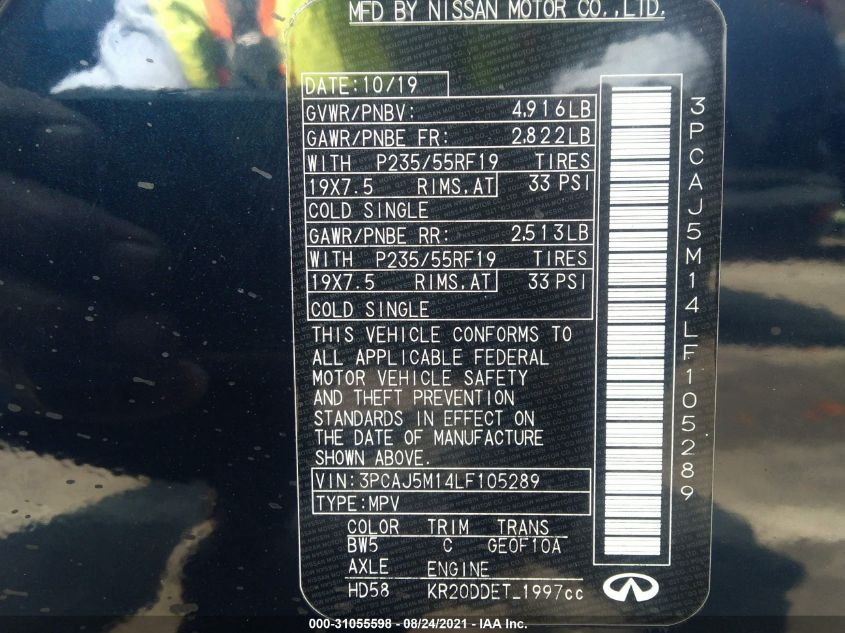 MFD BY NISSAN MOTOR CO.,LTD.
DATE:10/19
GVWR/PNBV: 4,916LB
GAWR/PNBE FR: 2,822LB
WITH P235/55RF19 TIRES
19X7.5 RIMS,AT 33 PSI
COLD SINGLE
GAWR/PNBE RR: 2,513LB
WITH P235/55RF19 TIRES
19X7.5 RIMS,AT 33 PSI
COLD SINGLE
THIS VEHICLE CONFORMS TO
ALL APPLICABLE FEDERAL
MOTOR VEHICLE SAFETY
AND THEFT PREVENTION
STANDARDS IN EFFECT ON
THE DATE OF MANUFACTURE
SHOWN ABOVE.
VIN:3PCAJ5M14LF105289
TYPE:MPV
COLOR TRIM TRANS
BW5 C GE0F10A
AXLE ENGINE
HD58 KR20DDET_1997cc
3PCAJ5M14LF105289
000-31055598 - 08/24/2021 - IAA Inc.